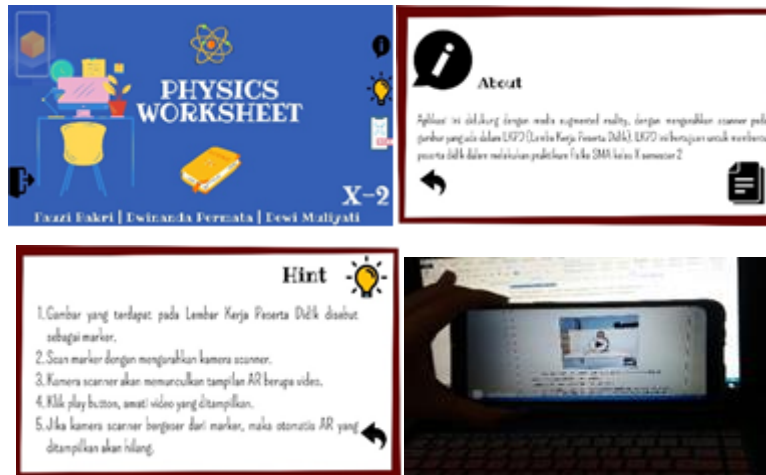 PHYSICS
WORKSHEET
X-2
Fauzi Bakri | Dwinanda Permata | Dewi Muliyati
About
Aplikasi ini didukung dengan media augmented reality, dengan mengarahkan scanner pada
gambar yang ada dalam LKPD (Lembar Kerja Peserta Didik). LKPD ini bertujuan untuk membantu
peserta didik dalam melakukan praktikum fisika SMA kelas X semester 2
Hint
1. Gambar yang terdapat pada Lembar Kerja Peserta Didik disebut
sebagai marker.
2. Scan marker dengan mengarahkan kamera scanner.
3. Kamera scanner akan memunculkan tampilan AR berupa video.
4. Klik play button, amati video yang ditampilkan.
5. Jika kamera scanner bergeser dari marker, maka otomatis AR yang
ditampilkan akan hilang.